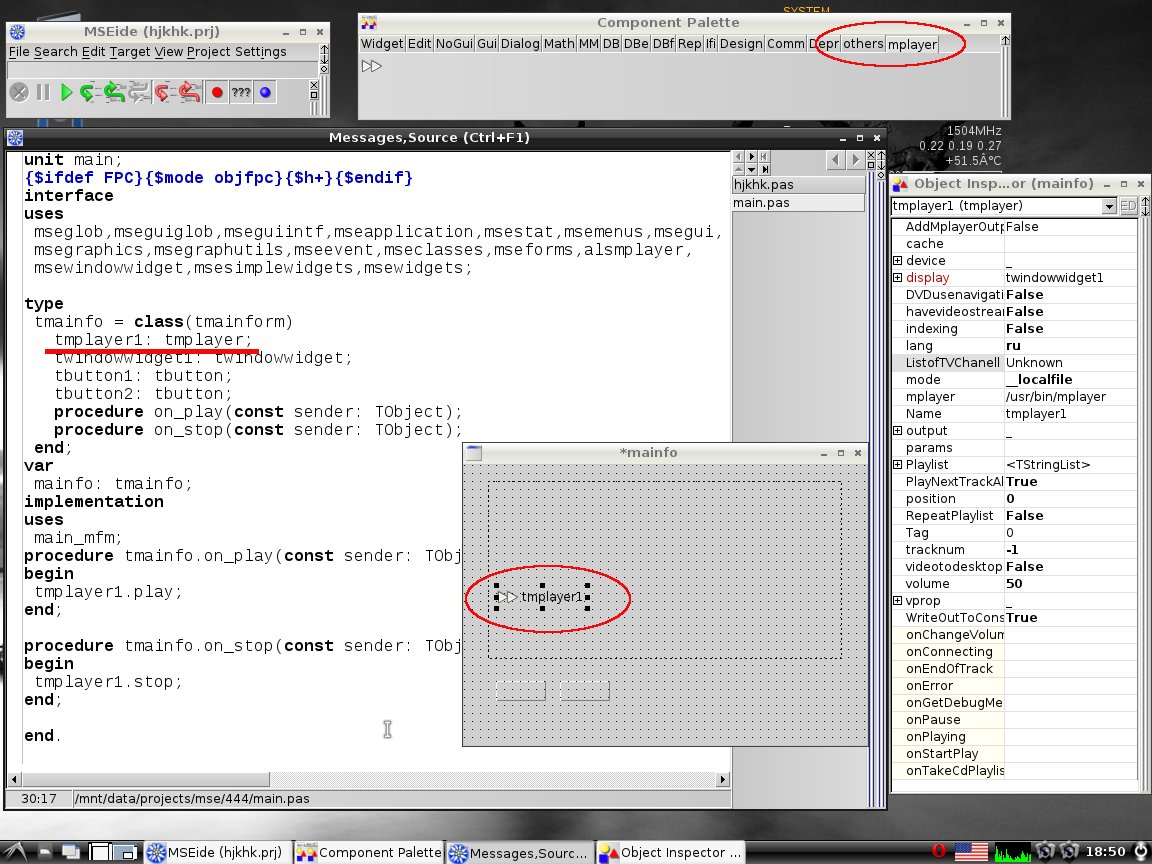 SYSTEM
MSEide (hjkhk.prj)
File Search Edit Target View Project Settings
???
Component Palette
Widget Edit NoGui Gui Dialog Math MM DB DBe DBf Rep Ifi Design Comm Depr others mplayer
1504MHz
0.22 0.19 0.27
+51.5Â°C
Messages,Source (Ctrl+F1)
unit main;
{$ifdef FPC}{$mode objfpc}{$h+}{$endif}
interface
uses
mseglob,mseguiglob,mseguiintf,mseapplication,msestat,msemenus,msegui,
msegraphics,msegraphutils,mseevent,mseclasses,mseforms,alsmplayer,
msewindowwidget,msesimplewidgets,msewidgets;
type
tmainfo = class(tmainform)
tmplayer1: tmplayer;
twindowwidget1: twindowwidget;
tbutton1: tbutton;
tbutton2: tbutton;
procedure on_play(const sender: TObject);
procedure on_stop(const sender: TObject);
end;
var
mainfo: tmainfo;
implementation
uses
main_mfm;
procedure tmainfo.on_play(const sender: TObj
begin
tmplayer1.play;
end;
procedure tmainfo.on_stop(const sender: TObj
begin
tmplayer1.stop;
end;
end.
30:17 /mnt/data/projects/mse/444/main.pas
hjkhk.pas
main.pas
*mainfo
tmplayer1
Object Insp...or (mainfo)
tmplayer1 (tmplayer) ED
AddMplayerOutp False
cache
device _
display twindowwidget1
DVDusenavigati False
havevideostrea False
indexing False
lang ru
ListofTVChanell Unknown
mode __localfile
mplayer /usr/bin/mplayer
Name tmplayer1
output _
params
Playlist <TStringList>
PlayNextTrackAl True
position 0
RepeatPlaylist False
Tag 0
tracknum -1
videotodesktop False
volume 50
vprop _
WriteOutToCons True
onChangeVolum
onConnecting
onEndOfTrack
onError
onGetDebugMe
onPause
onPlaying
onStartPlay
onTakeCdPlaylis
MSEide (hjkhk.prj) Component Palette Messages,Sourc... Object Inspector ... 18:50